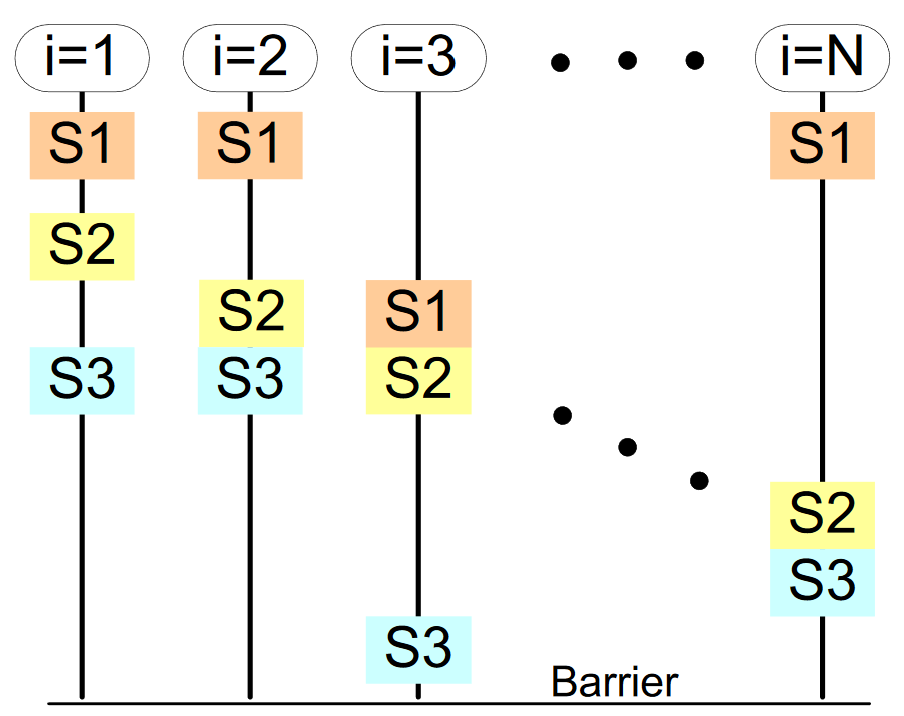 i=1 i=2 i=3 i=N
S1 S1 S1
S2
S2 S1
S3 S3 S2
S2
S3
S3
Barrier